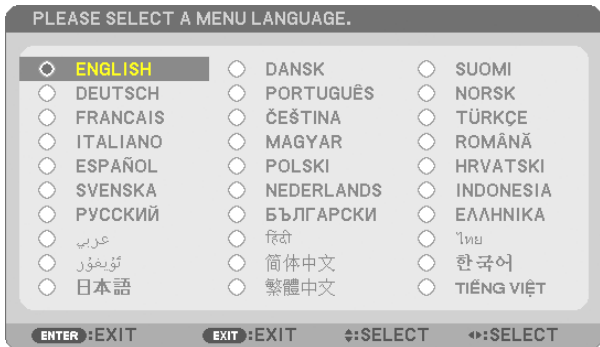 PLEASE SELECT A MENU LANGUAGE.
ENGLISH DANSK SUOMI
DEUTSCH PORTUGUÊS NORSK
FRANCAIS ČEŠTINA TÜRKÇE
ITALIANO MAGYAR ROMÂNĂ
ESPAÑOL POLSKI HRVATSKI
SVENSKA NEDERLANDS INDONESIA
РУССКИЙ БЪЛГАРСКИ ΕΛΛΗΝΙΚΑ
عربي हिंदी ไทย
ئۇيغۇر 简体中文 한국어
日本語 繁體中文 TIẾNG VIỆT
ENTER :EXIT EXIT :EXIT :SELECT :SELECT